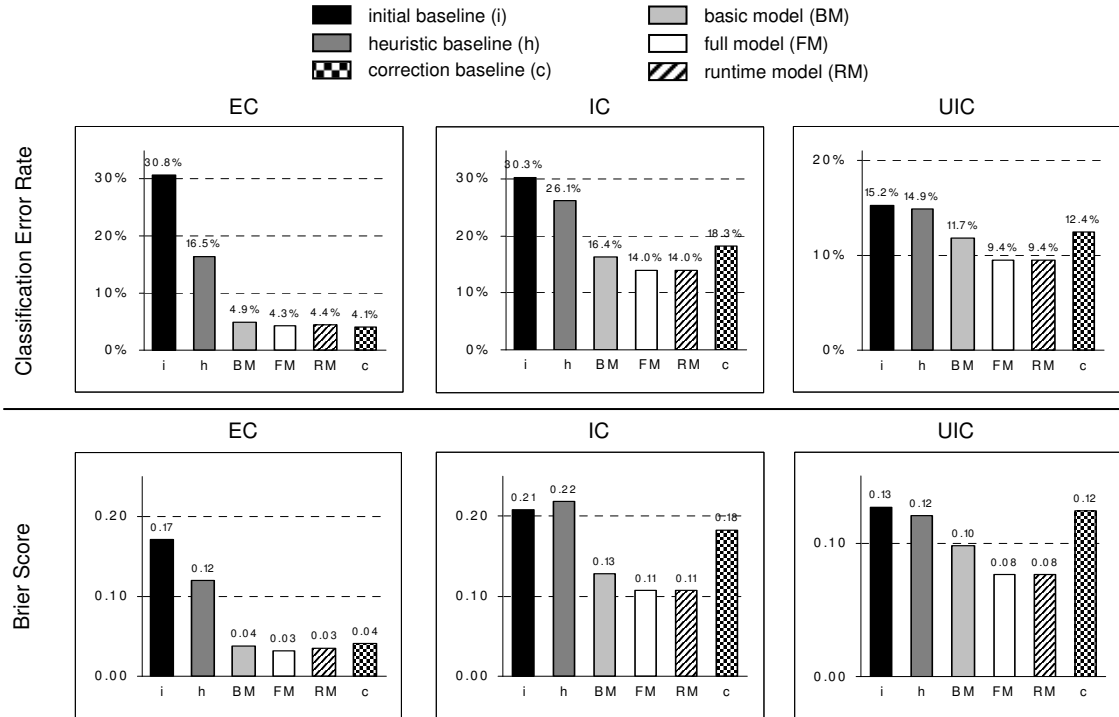 initial baseline (i)
basic model (BM)
heuristic baseline (h)
full model (FM)
correction baseline (c)
runtime model (RM)
EC
IC
UIC
Classification Error Rate
30%
20%
10%
0%
30.8%
16.5%
4.9%
4.3%
4.4%
4.1%
i h BM FM RM c
30%
20%
10%
0%
30.3%
26.1%
16.4%
14.0%
14.0%
18.3%
i h BM FM RM c
20%
10%
0%
15.2%
14.9%
11.7%
9.4%
9.4%
12.4%
i h BM FM RM c
EC
IC
UIC
Brier Score
0.20
0.10
0.00
0.17
0.12
0.04
0.03
0.03
0.04
i h BM FM RM c
0.20
0.10
0.00
0.21
0.22
0.13
0.11
0.11
0.18
i h BM FM RM c
0.10
0.00
0.13
0.12
0.10
0.08
0.08
0.12
i h BM FM RM c